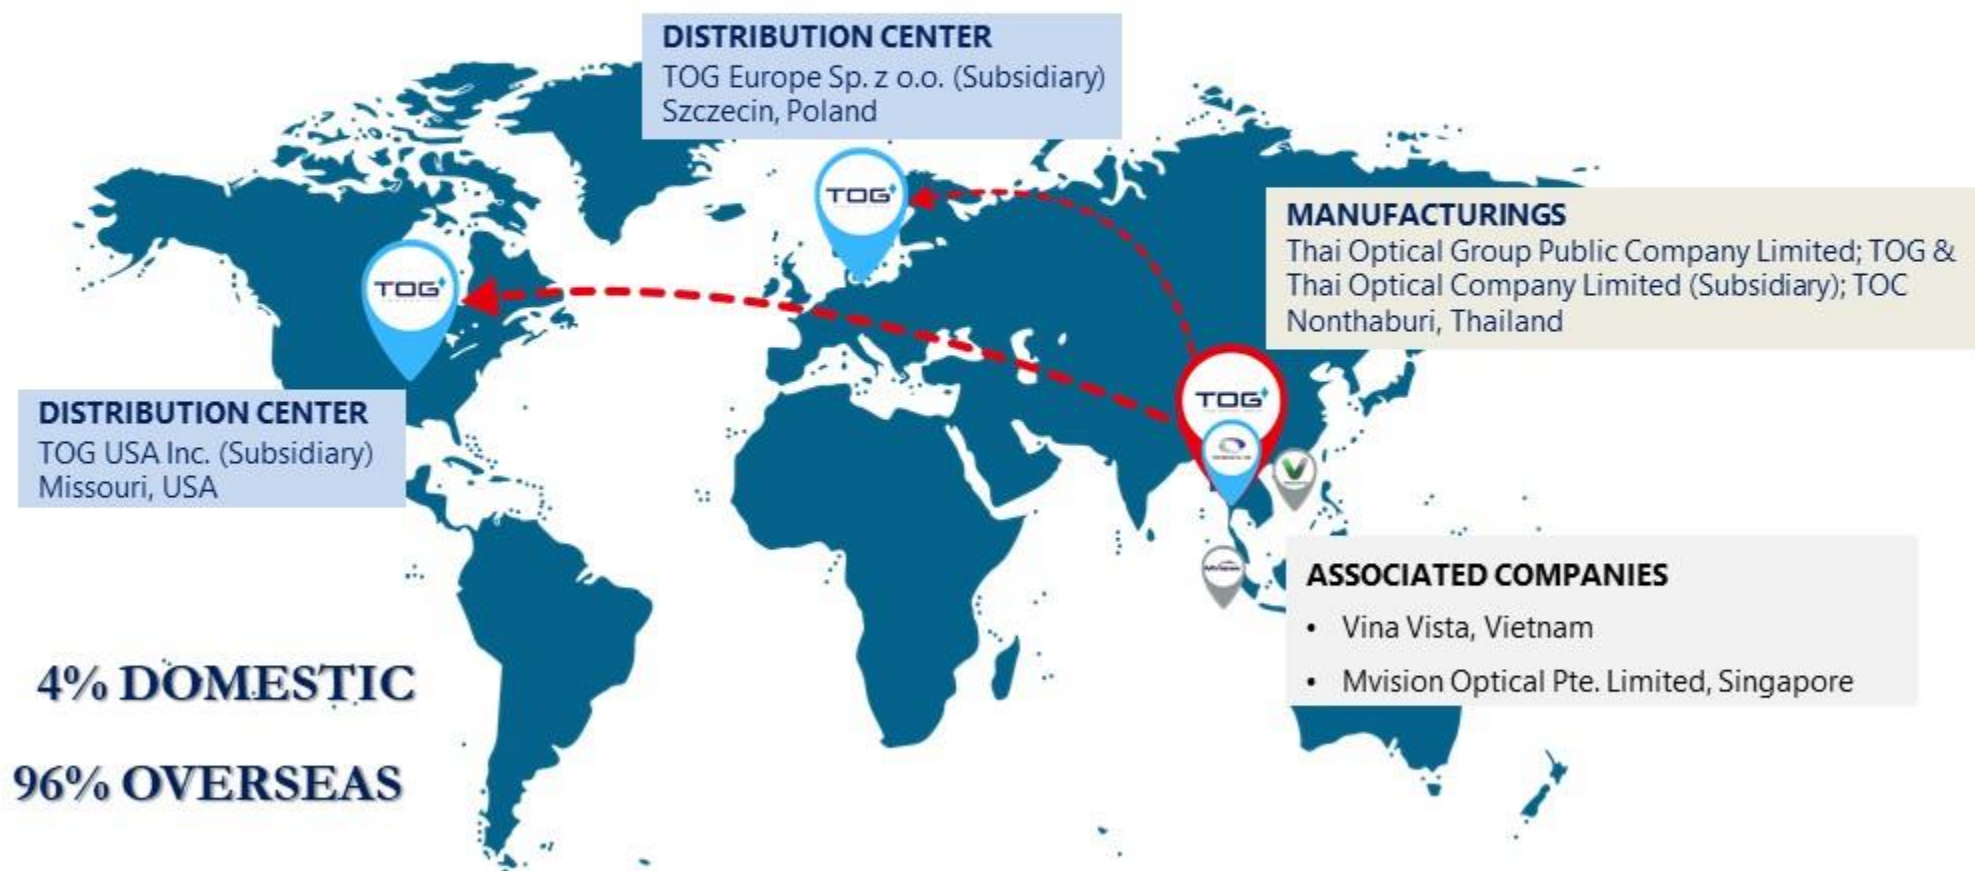 DISTRIBUTION CENTER
TOG Europe Sp. z o.o. (Subsidiary)
Szczecin, Poland
TOG
TOG
MANUFACTURINGS
Thai Optical Group Public Company Limited; TOG &
Thai Optical Company Limited (Subsidiary); TOC
Nonthaburi, Thailand
TOG
DISTRIBUTION CENTER
TOG USA Inc. (Subsidiary)
Missouri, USA
ASSOCIATED COMPANIES
• Vina Vista, Vietnam
• Mvision Optical Pte. Limited, Singapore
4% DOMESTIC
96% OVERSEAS